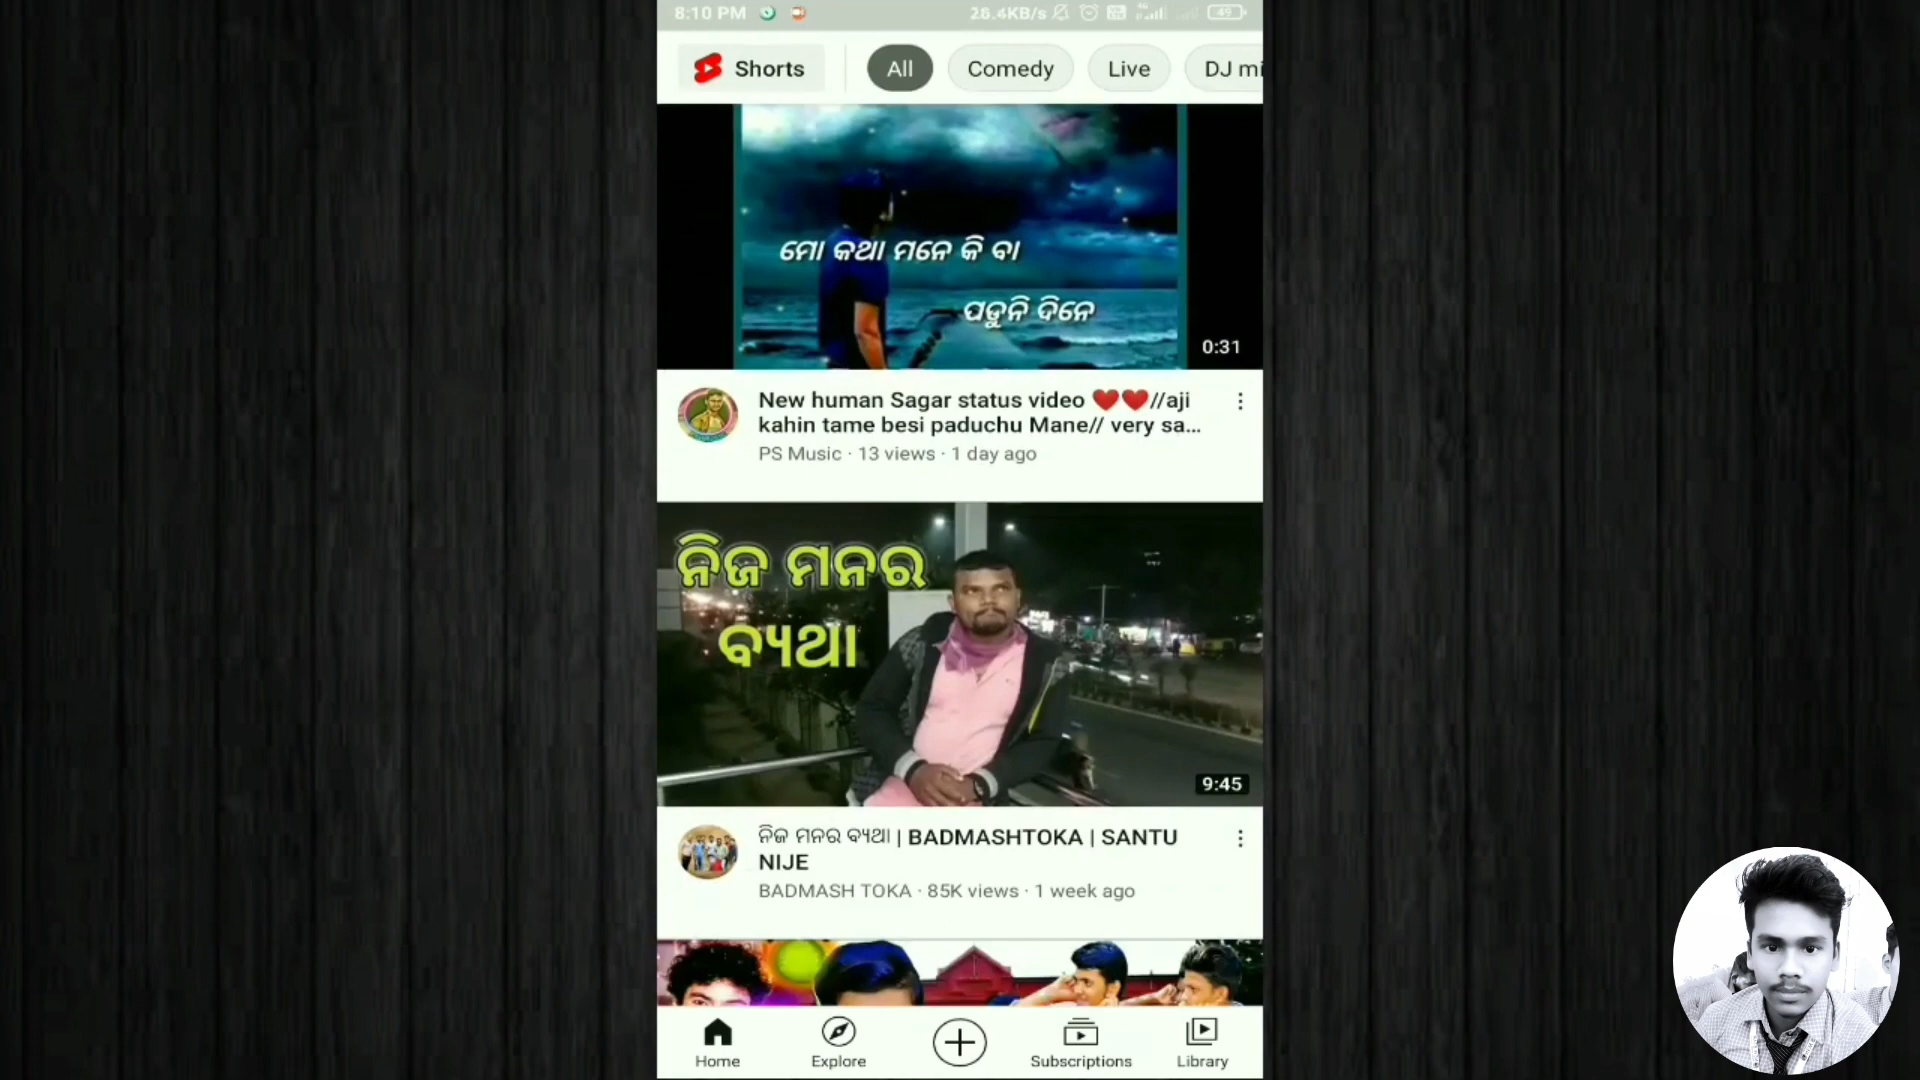 8:10 PM 28.4KB/s 49
Shorts All Comedy Live DJ mi
ମୋ କଥା ମନେ କି ବା
ପଡୁନି ଦିନେ
0:31
New human Sagar status video ❤️❤️//aji
kahin tame besi paduchu Mane// very sa...
PS Music · 13 views · 1 day ago
ନିଜ ମନର
ବ୍ୟଥା
9:45
ନିଜ ମନର ବ୍ୟଥା | BADMASHTOKA | SANTU
NIJE
BADMASH TOKA · 85K views · 1 week ago
Home Explore Subscriptions Library